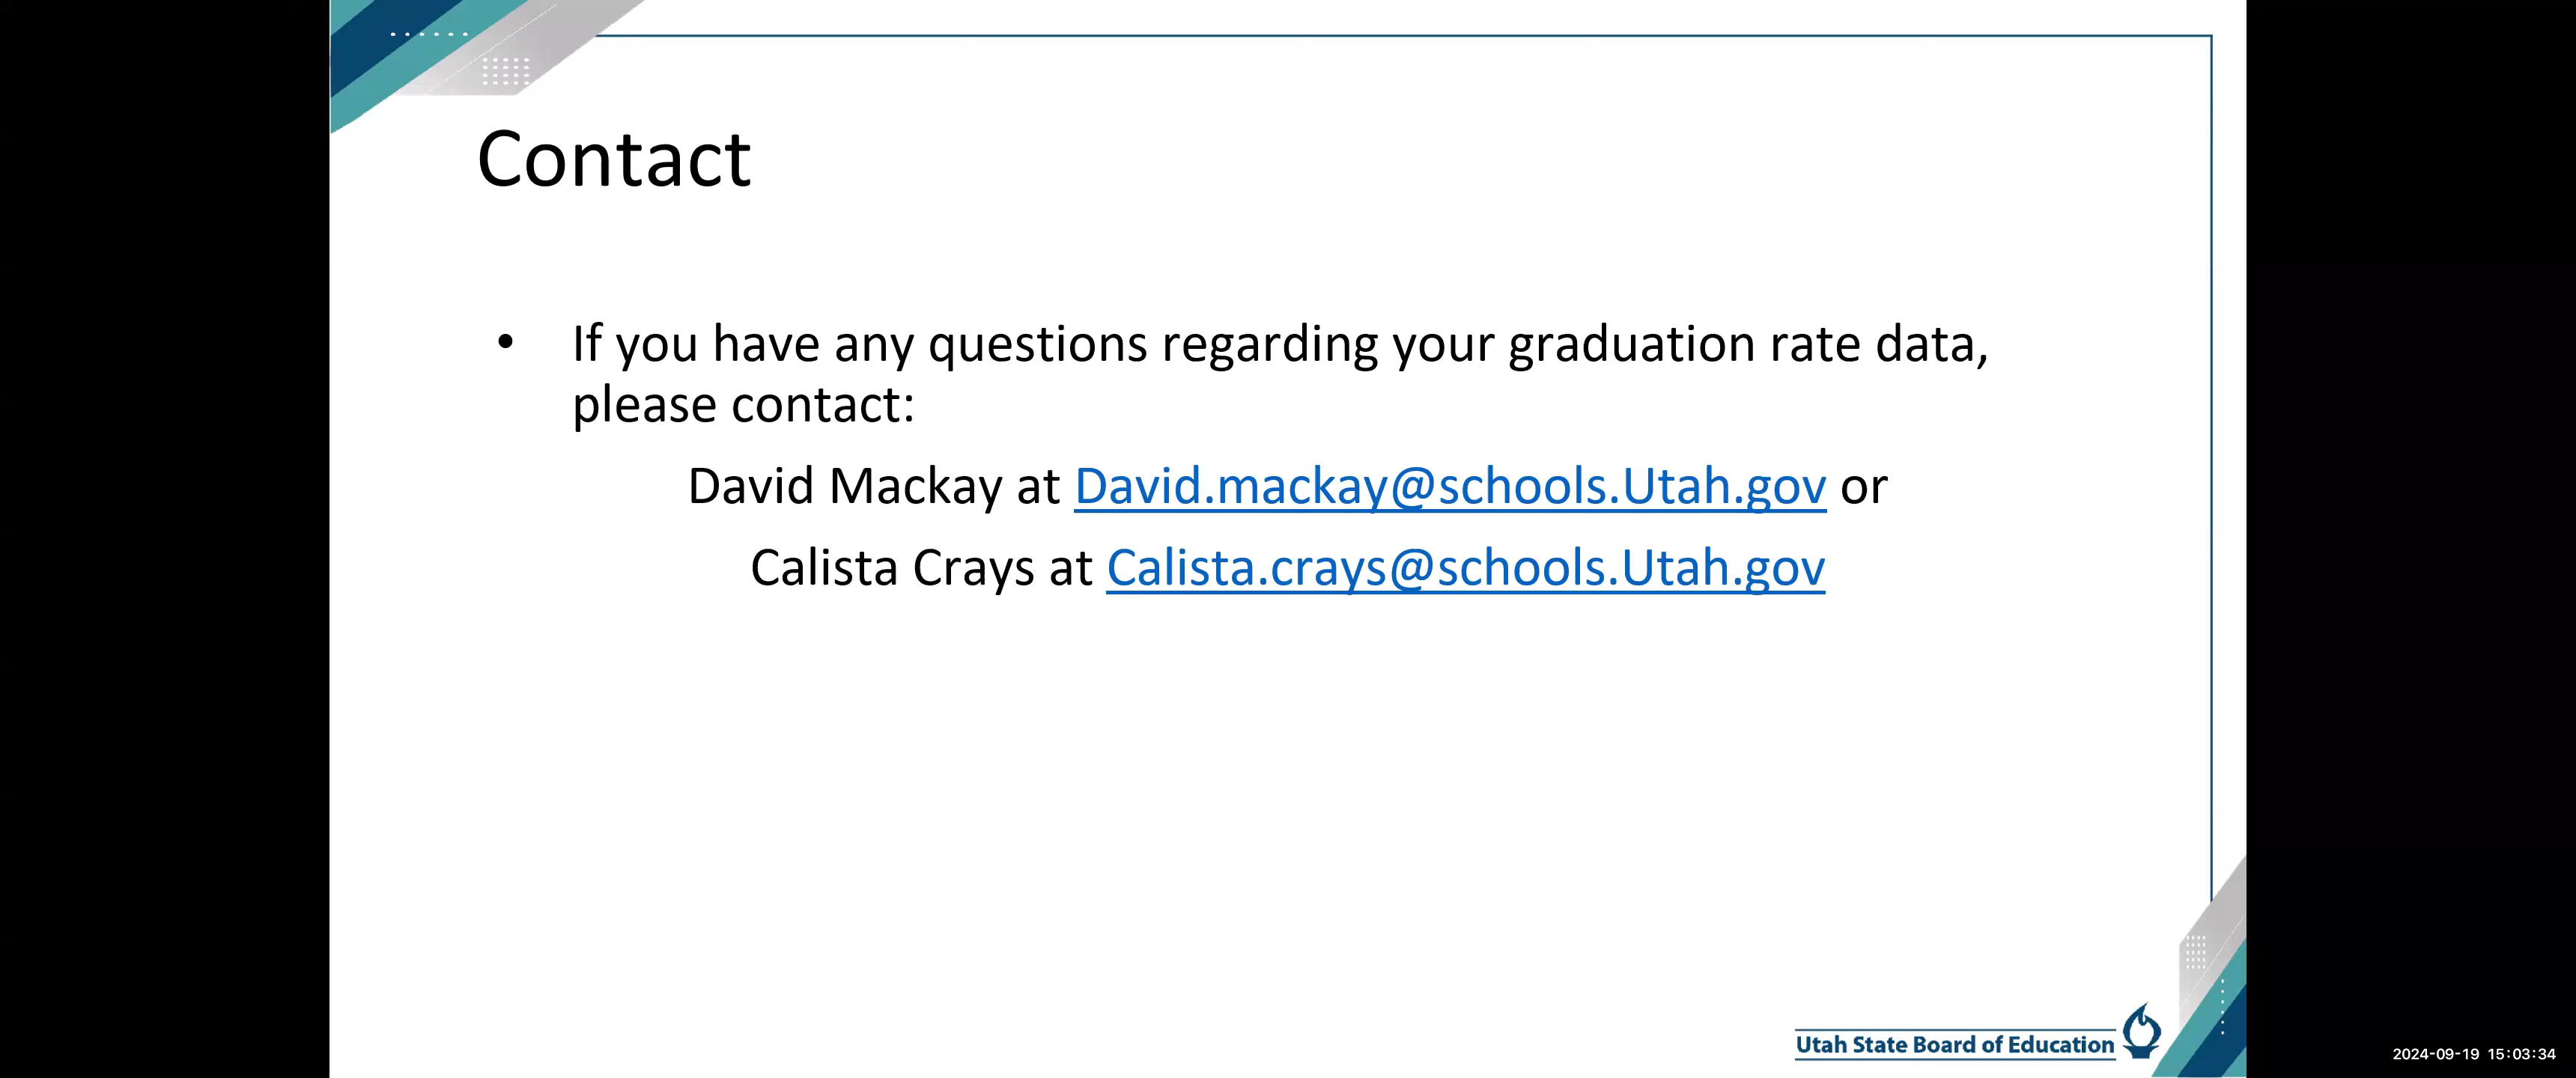 Contact
• If you have any questions regarding your graduation rate data,
please contact:
David Mackay at David.mackay@schools.Utah.gov or
Calista Crays at Calista.crays@schools.Utah.gov
Utah State Board of Education
2024-09-19 15:03:34